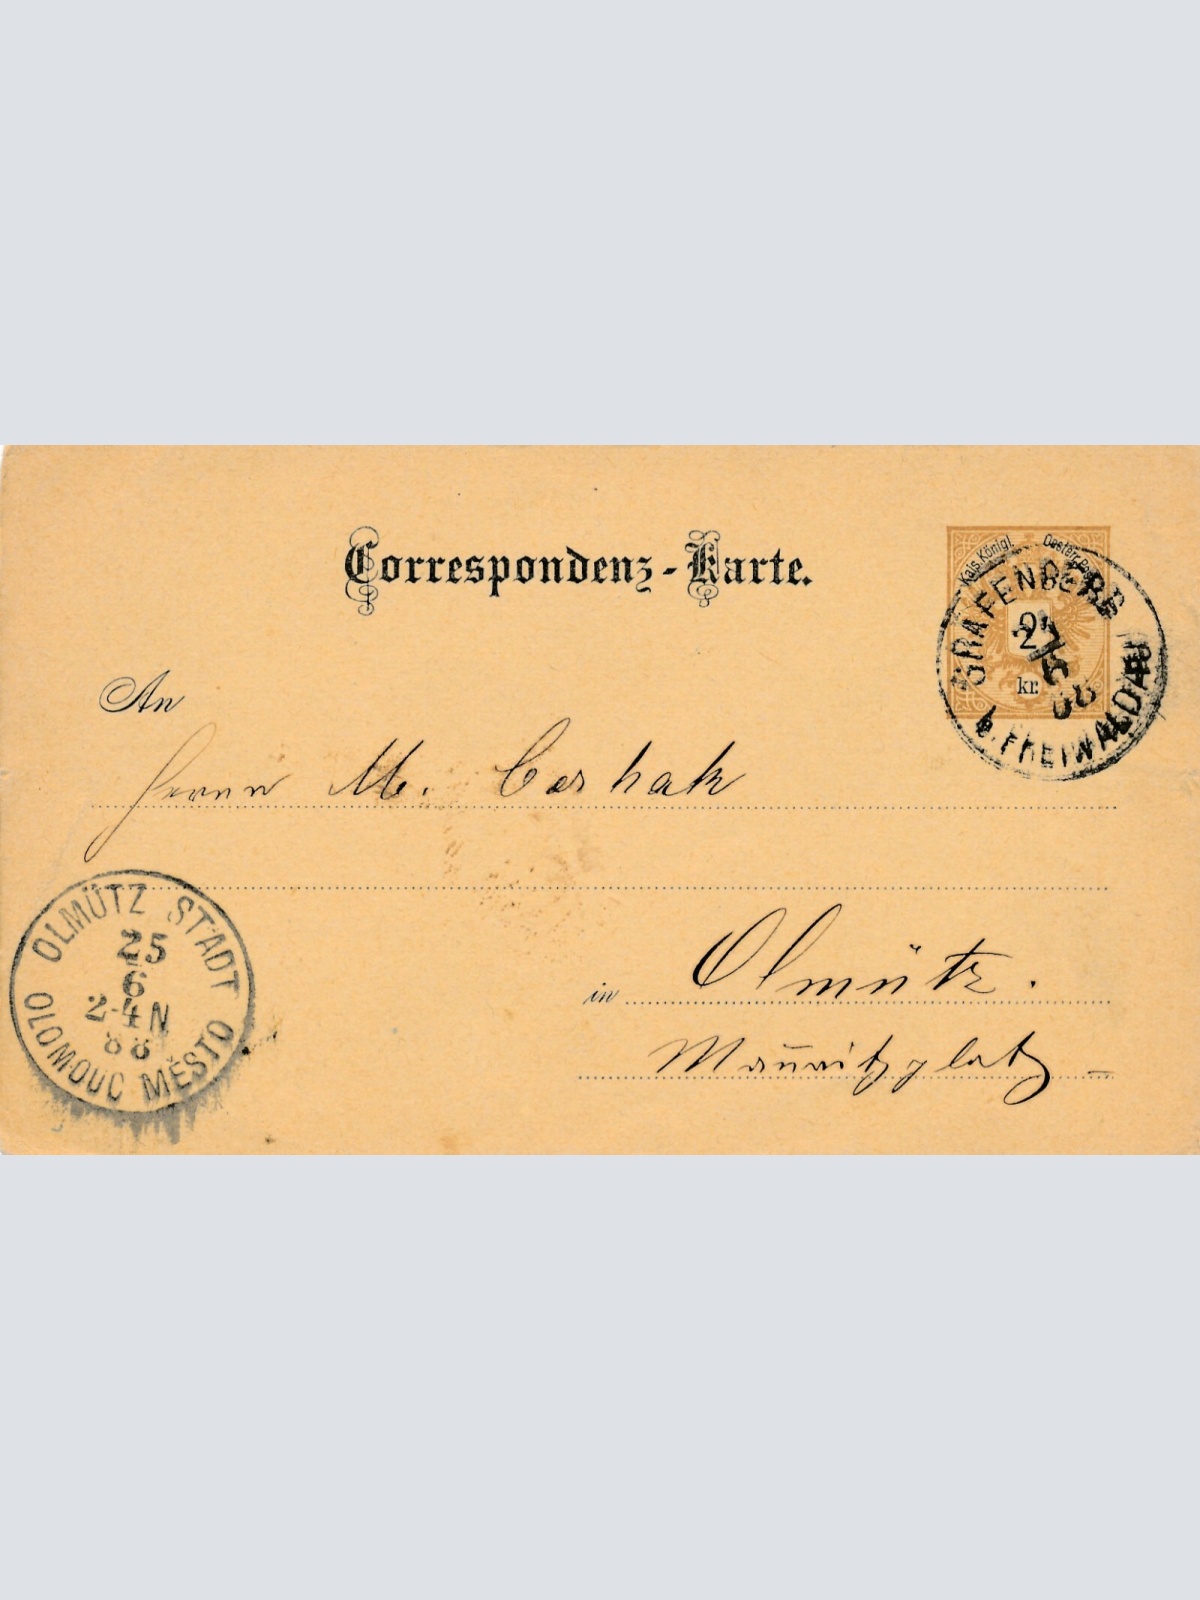 Correspondenz-Karte.
Kais. Königl. Oesterr. Post
2
kr.
GRÄFENBERG
6
88
b. FREIWALDAU
An
Herrn M. Cerhak
OLMÜTZ STADT
25
6
2-4N
88
OLOMOUC MĚSTO
in Olmütz.
Mauritzplatz